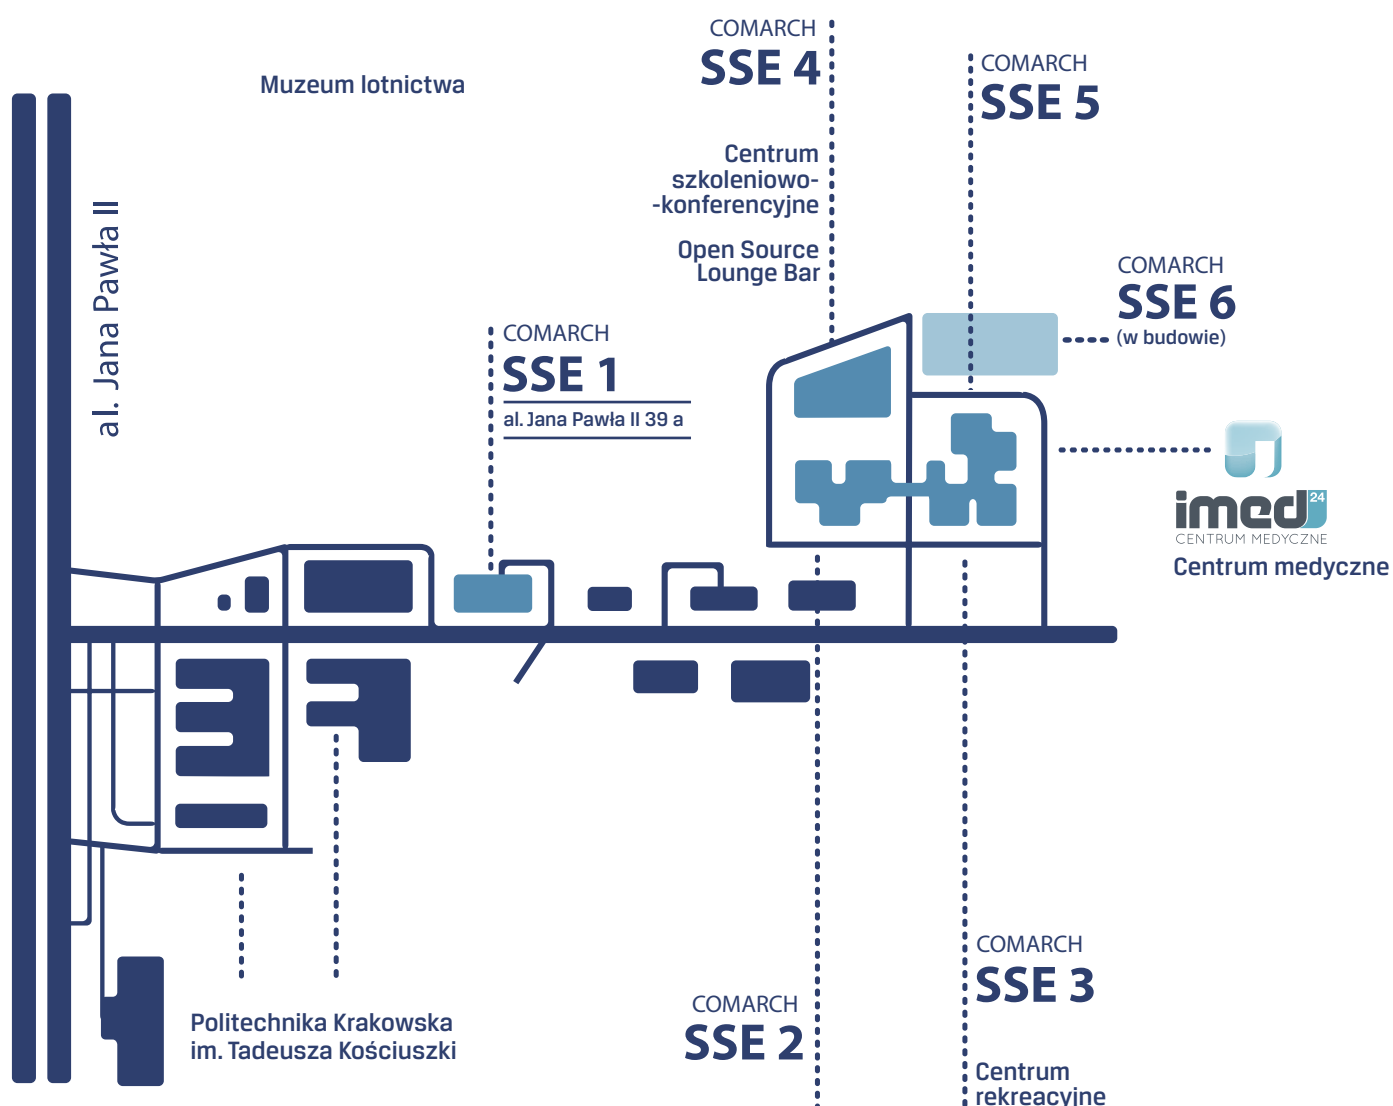 COMARCH
SSE 4
Muzeum lotnictwa
COMARCH
SSE 5
Centrum
szkoleniowo-
-konferencyjne
Open Source
Lounge Bar
al. Jana Pawła II
COMARCH
SSE 6
(w budowie)
COMARCH
SSE 1
al. Jana Pawła II 39 a
imed24
CENTRUM MEDYCZNE
Centrum medyczne
COMARCH
SSE 3
COMARCH
SSE 2
Politechnika Krakowska
im. Tadeusza Kościuszki
Centrum
rekreacyjne